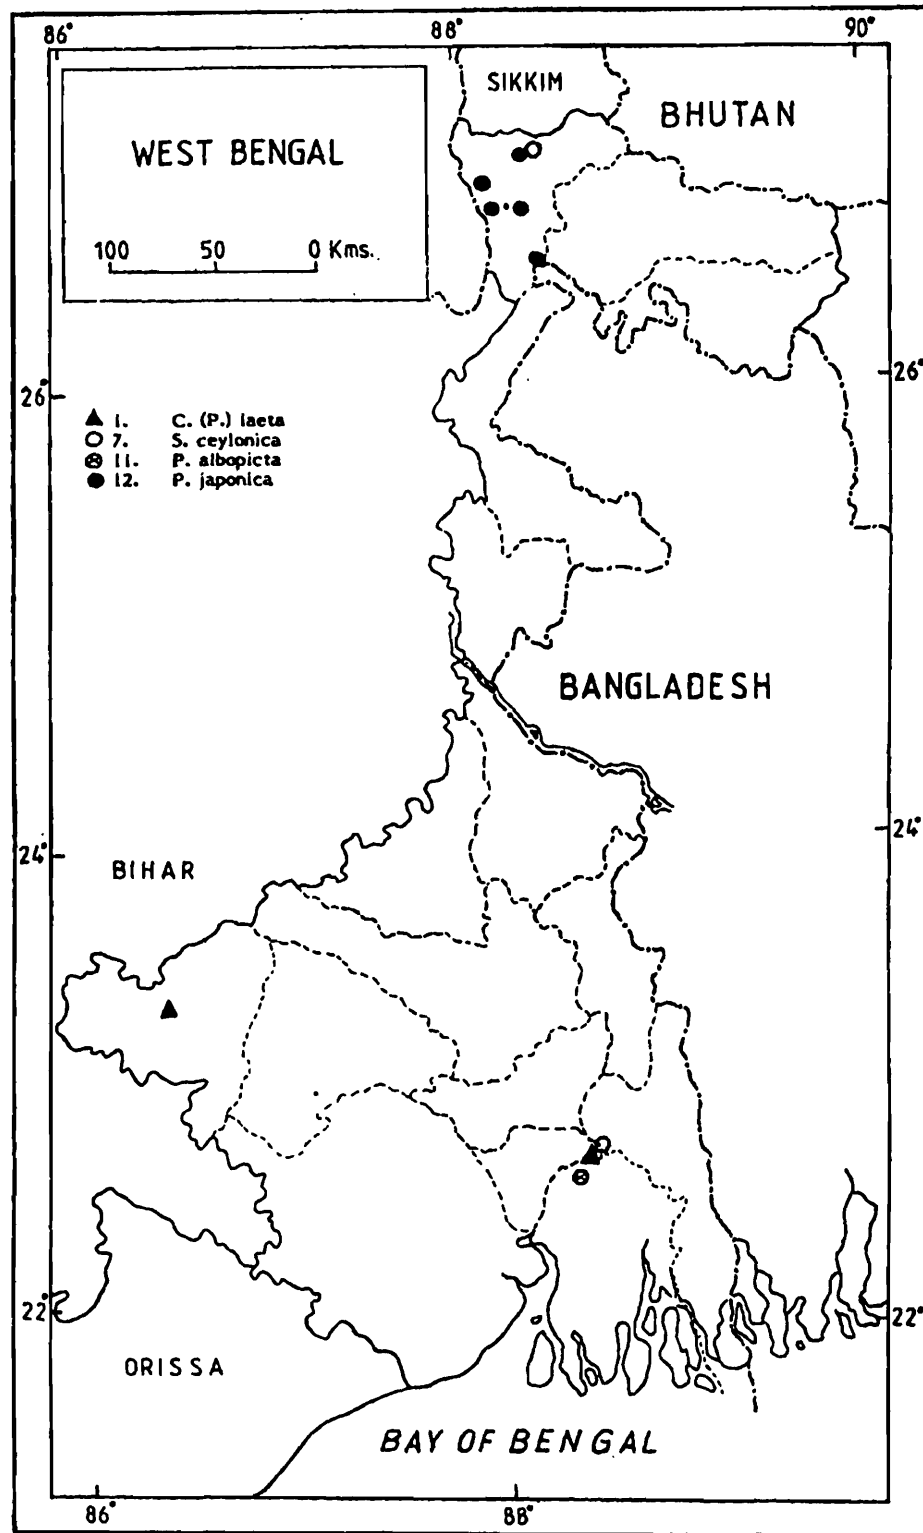 86° 88° 90°
SIKKIM
BHUTAN
WEST BENGAL
100 50 0 Kms.
26° 26°
▲ 1. C. (P.) laeta
○ 7. S. ceylonica
⊗ 11. P. albopicta
● 12. P. japonica
BANGLADESH
24° 24°
BIHAR
22° 22°
ORISSA
BAY OF BENGAL
86° 88°